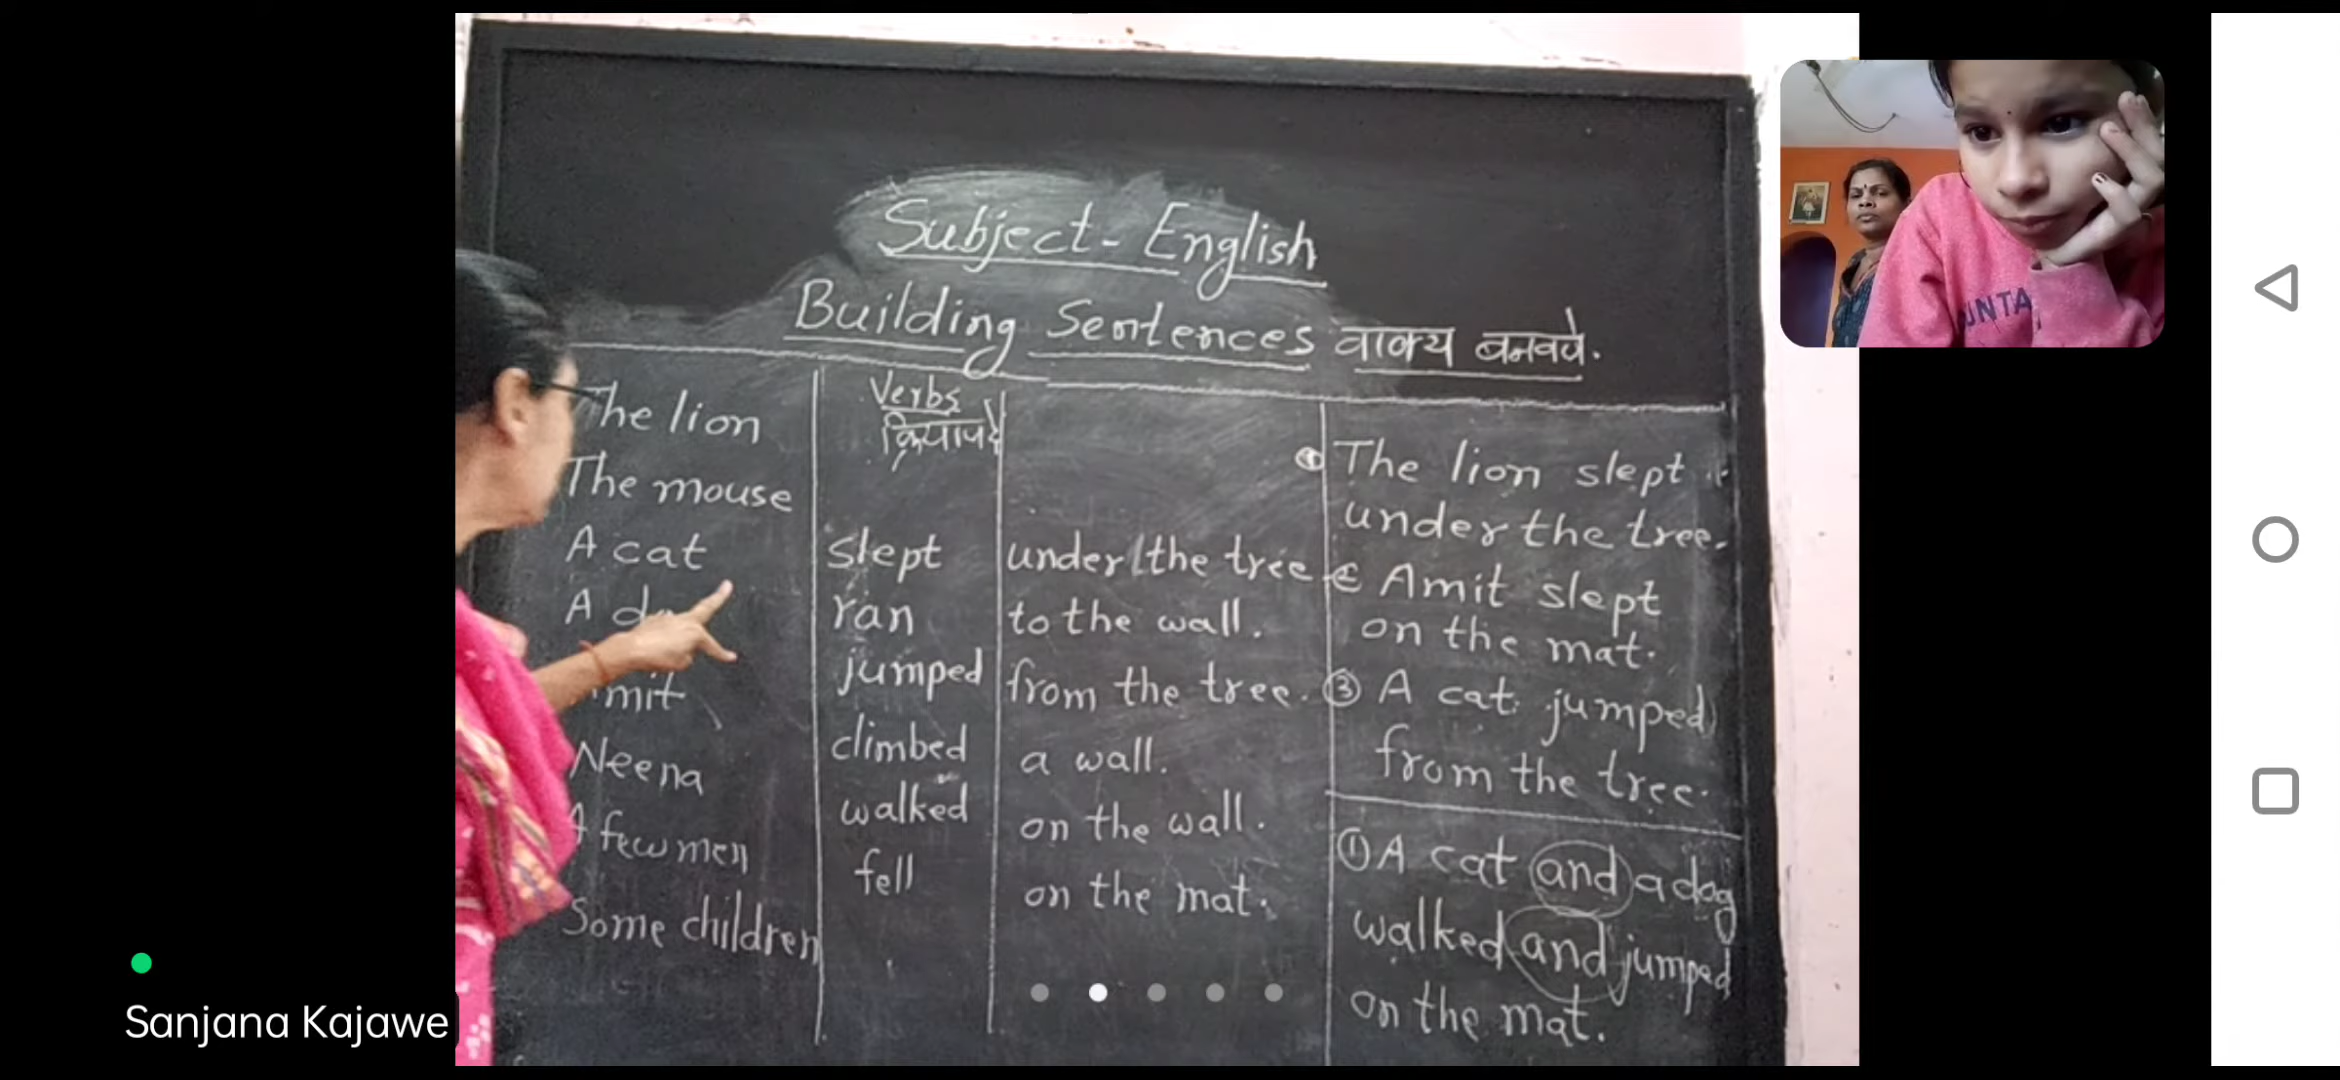 Subject - English
Building Sentences वाक्य बनवणे.
The lion
The mouse
A cat
A
mit
Neena
A few men
Some children
Verbs
क्रियापदे
slept
ran
jumped
climbed
walked
fell
under the tree
to the wall.
from the tree.
a wall.
on the wall.
on the mat.
① The lion slept
under the tree.
Amit slept
on the mat.
③ A cat jumped
from the tree.
① A cat and a dog
walked and jumped
on the mat.
UNTA
Sanjana Kajawe